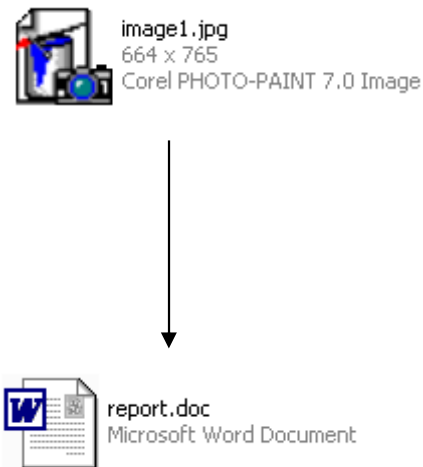 image1.jpg
664 x 765
Corel PHOTO-PAINT 7.0 Image
W
report.doc
Microsoft Word Document